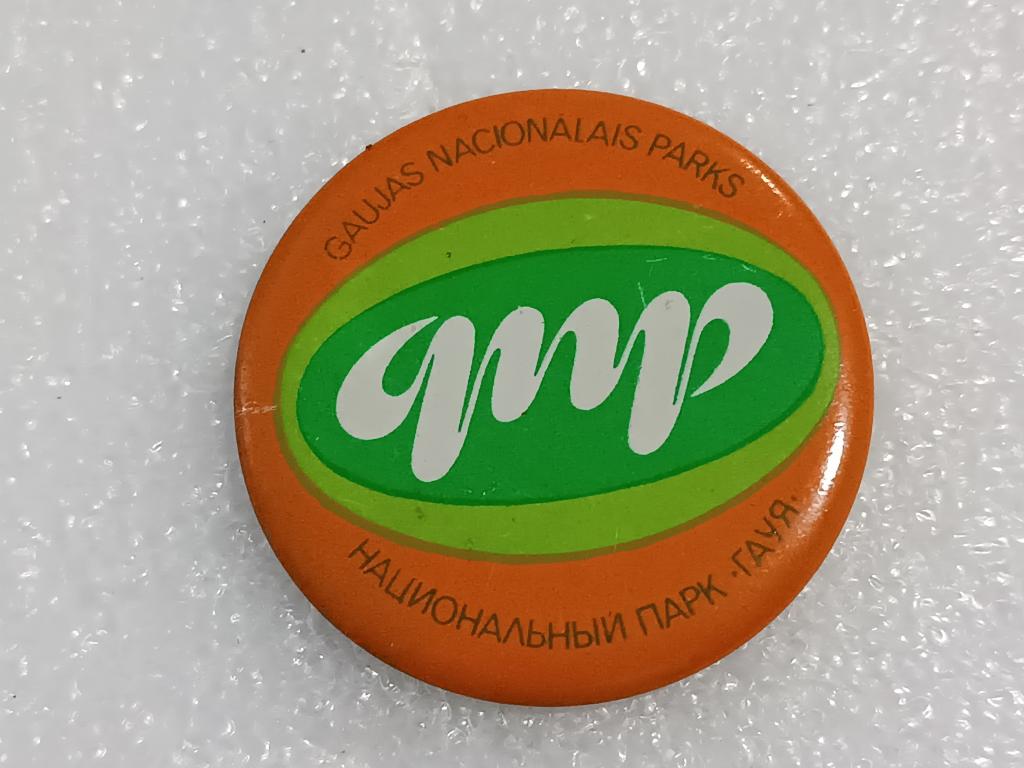 GAUJAS NACIONĀLAIS PARKS
gnp
НАЦИОНАЛЬНЫЙ ПАРК ·ГАУЯ·